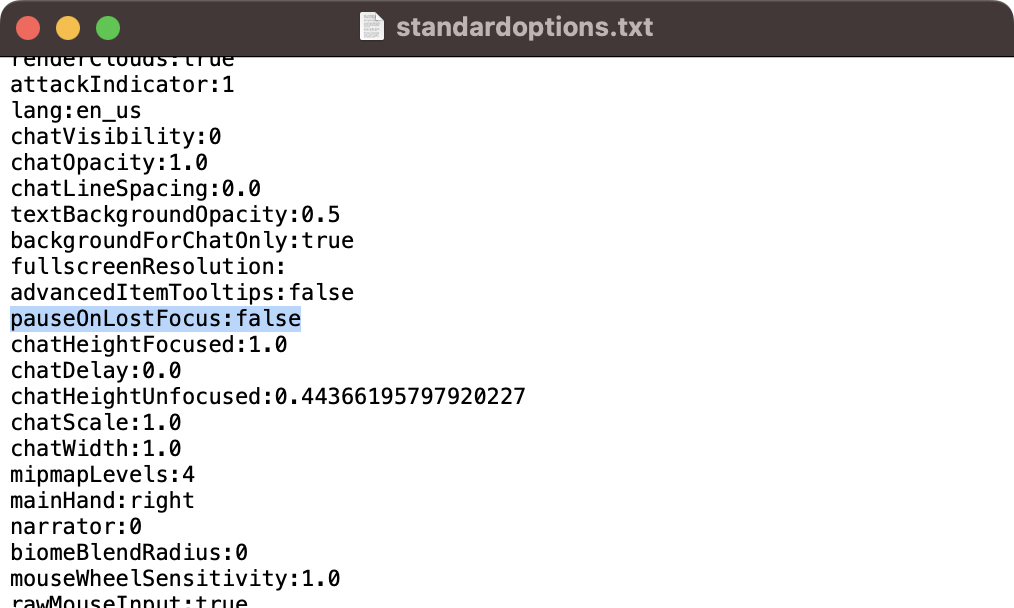 standardoptions.txt
renderClouds:true
attackIndicator:1
lang:en_us
chatVisibility:0
chatOpacity:1.0
chatLineSpacing:0.0
textBackgroundOpacity:0.5
backgroundForChatOnly:true
fullscreenResolution:
advancedItemTooltips:false
pauseOnLostFocus:false
chatHeightFocused:1.0
chatDelay:0.0
chatHeightUnfocused:0.44366195797920227
chatScale:1.0
chatWidth:1.0
mipmapLevels:4
mainHand:right
narrator:0
biomeBlendRadius:0
mouseWheelSensitivity:1.0
rawMouseInput:true